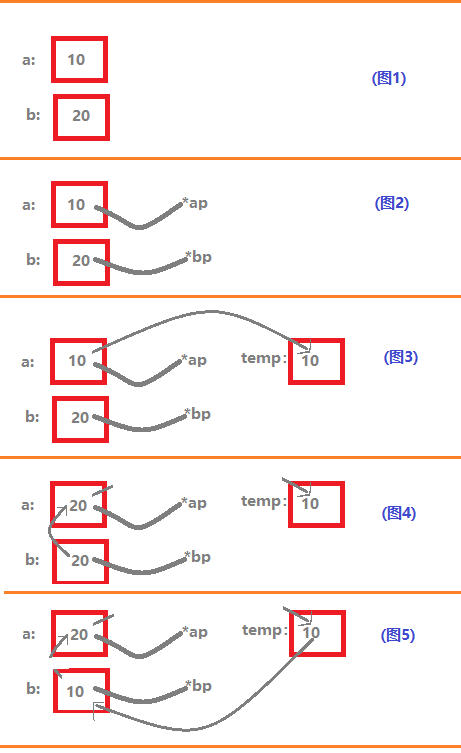 a: 10 (图1)
b: 20
a: 10 *ap (图2)
b: 20 *bp
a: 10 *ap temp: 10 (图3)
b: 20 *bp
a: 20 *ap temp: 10 (图4)
b: 20 *bp
a: 20 *ap temp: 10 (图5)
b: 10 *bp